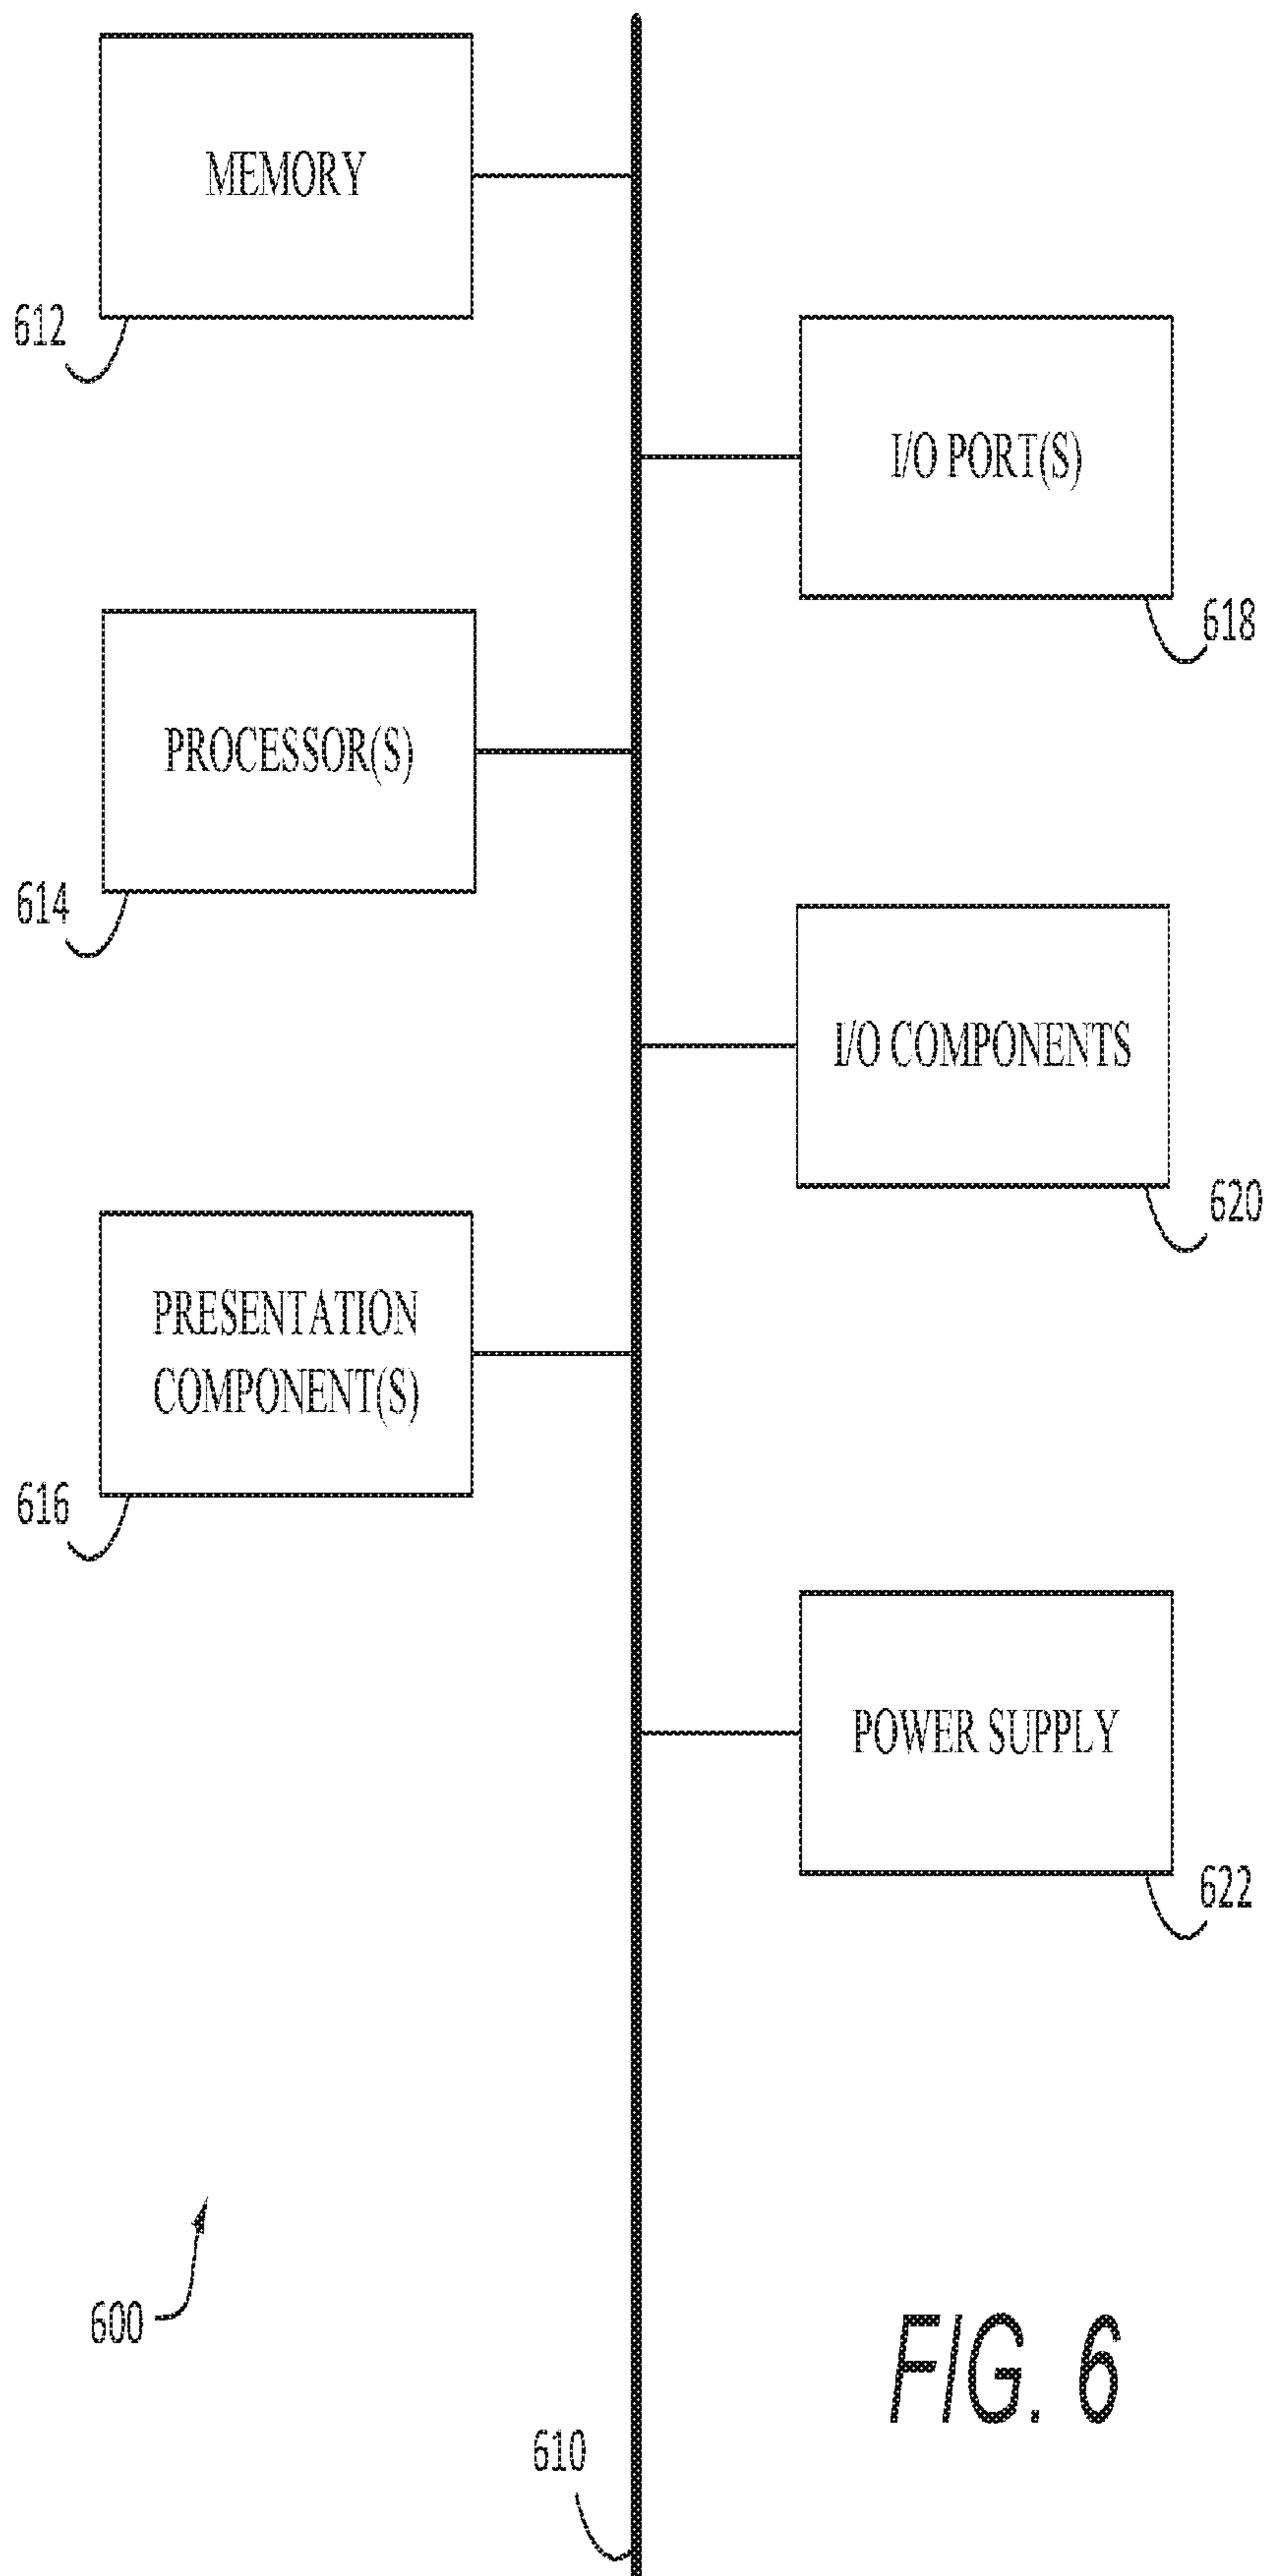 MEMORY
612
I/O PORT(S)
618
PROCESSOR(S)
614
I/O COMPONENTS
620
PRESENTATION
COMPONENT(S)
616
POWER SUPPLY
622
600
FIG. 6
610